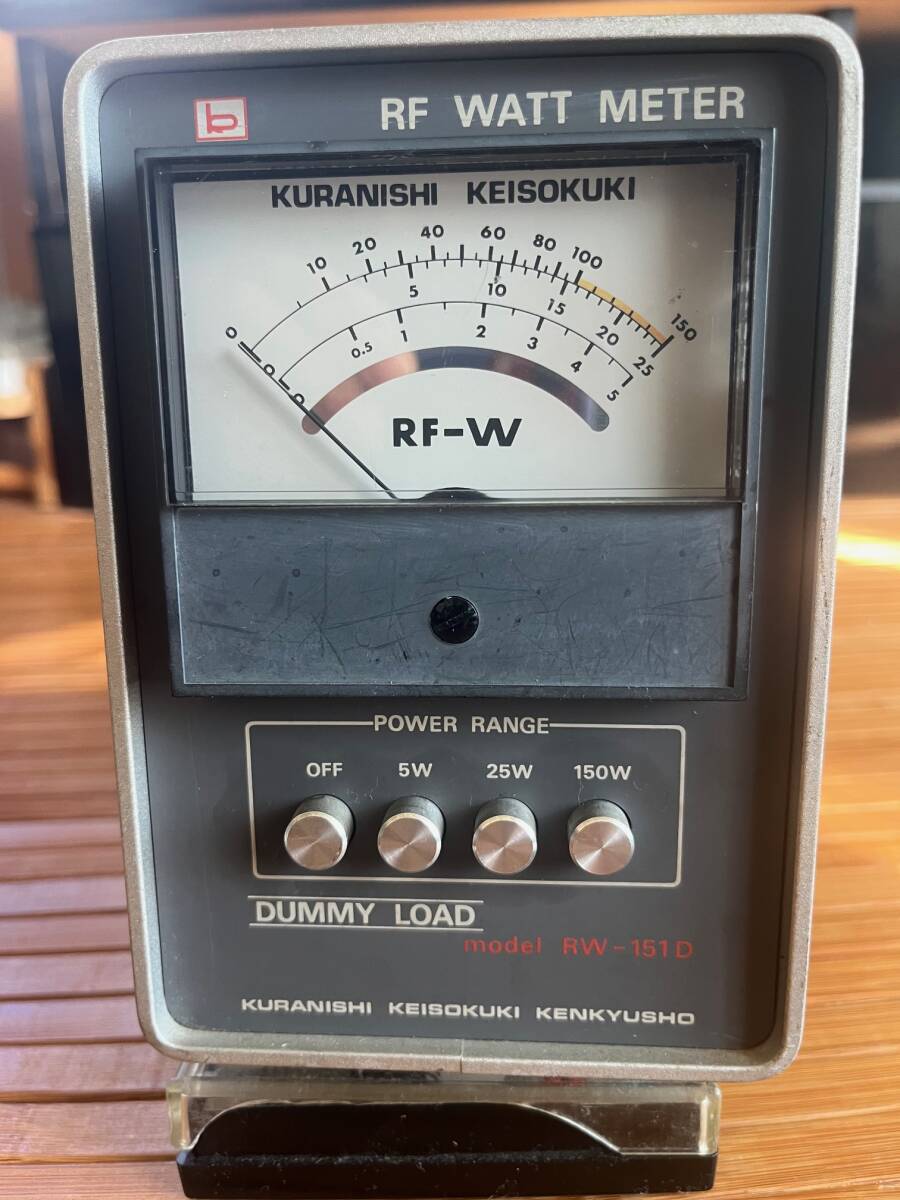 RF WATT METER
KURANISHI KEISOKUKI
0 10 20 40 60 80 100 150
0 5 10 15 20 25
0 0.5 1 2 3 4 5
RF-W
POWER RANGE
OFF 5W 25W 150W
DUMMY LOAD
model RW-151D
KURANISHI KEISOKUKI KENKYUSHO